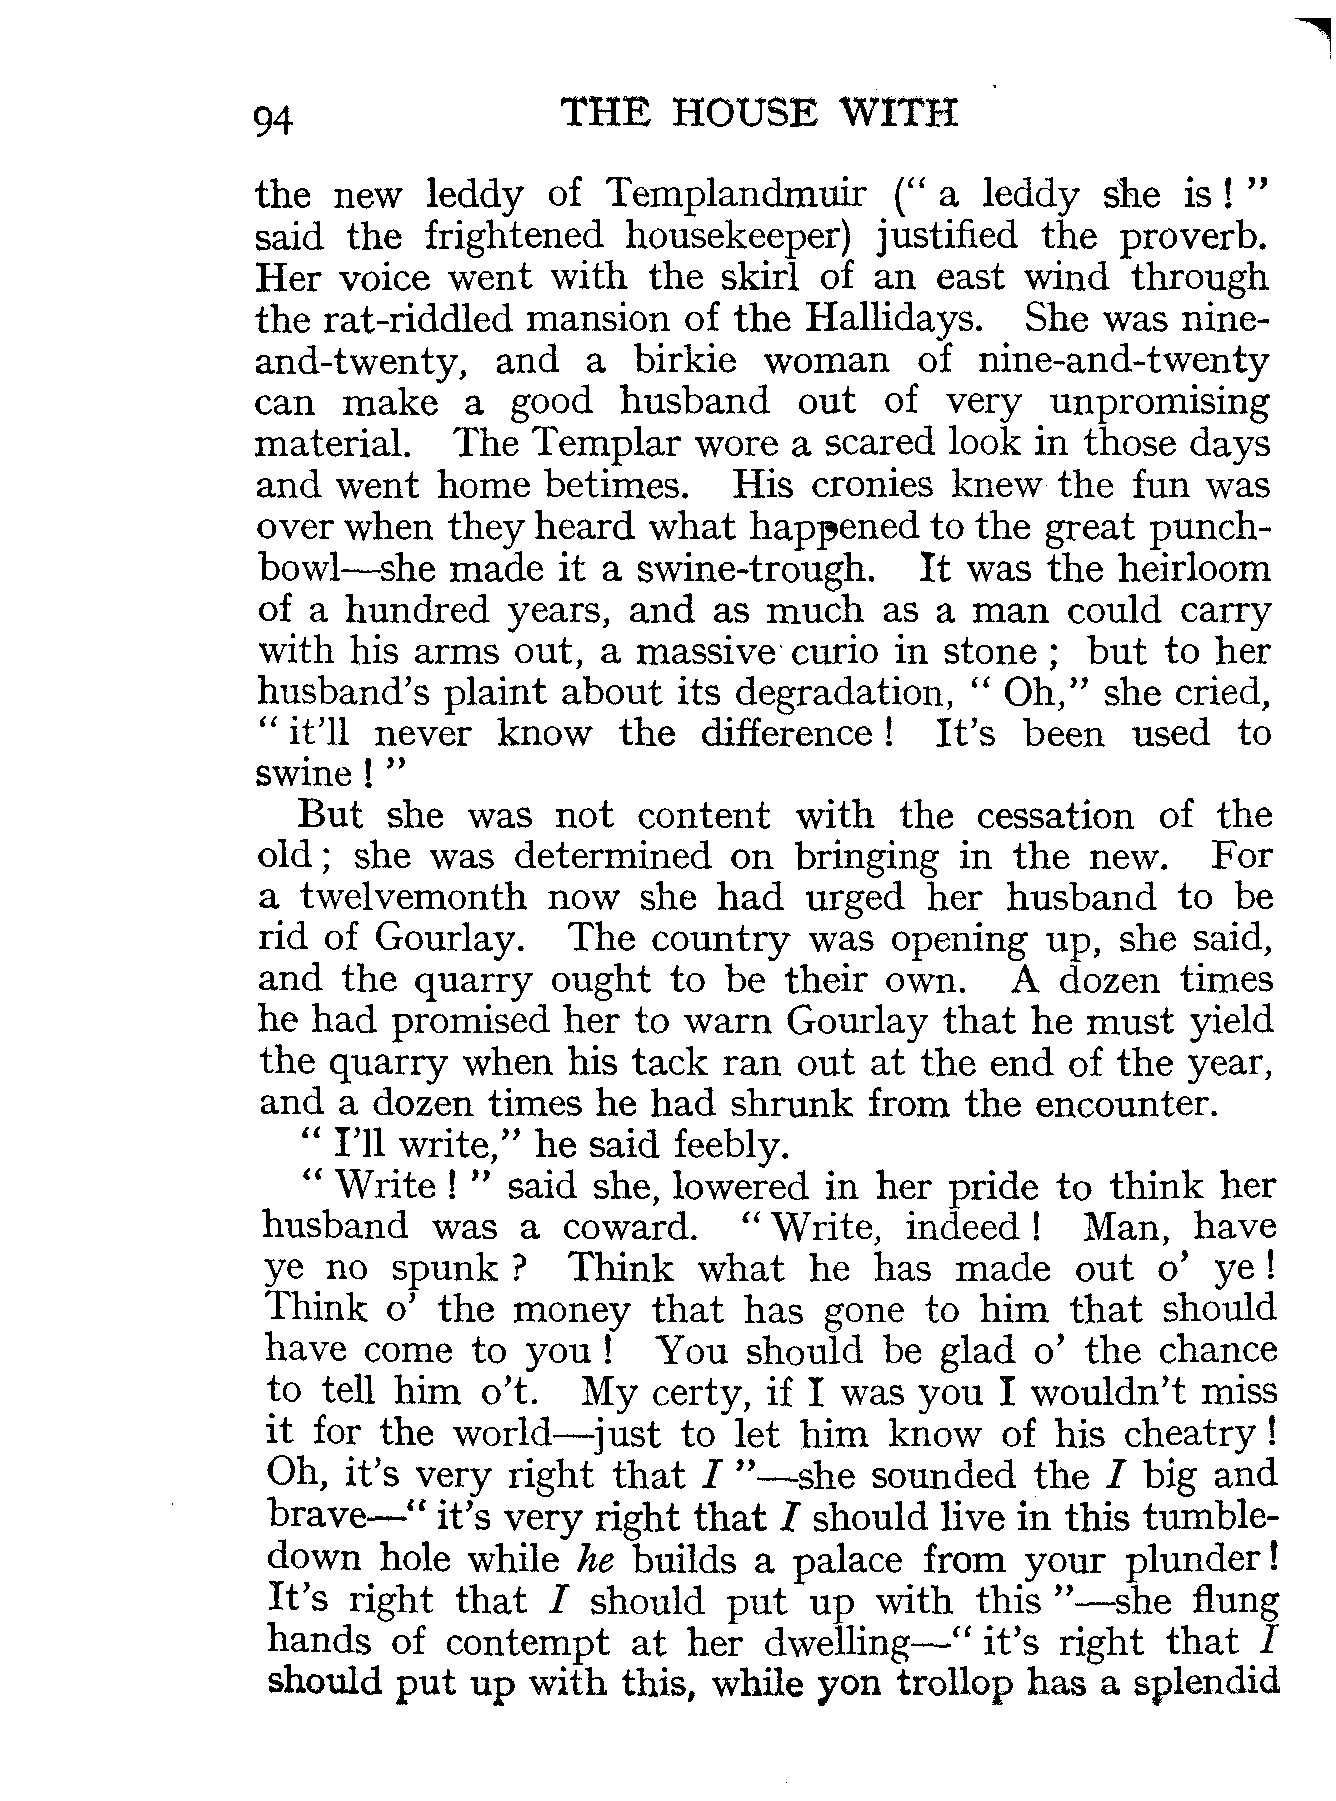 94 THE HOUSE WITH
the new leddy of Templandmuir (“ a leddy she is ! ”
said the frightened housekeeper) justified the proverb.
Her voice went with the skirl of an east wind through
the rat-riddled mansion of the Hallidays. She was nine-
and-twenty, and a birkie woman of nine-and-twenty
can make a good husband out of very unpromising
material. The Templar wore a scared look in those days
and went home betimes. His cronies knew the fun was
over when they heard what happened to the great punch-
bowl—she made it a swine-trough. It was the heirloom
of a hundred years, and as much as a man could carry
with his arms out, a massive curio in stone ; but to her
husband’s plaint about its degradation, “ Oh,” she cried,
“ it’ll never know the difference ! It’s been used to
swine ! ”
But she was not content with the cessation of the
old ; she was determined on bringing in the new. For
a twelvemonth now she had urged her husband to be
rid of Gourlay. The country was opening up, she said,
and the quarry ought to be their own. A dozen times
he had promised her to warn Gourlay that he must yield
the quarry when his tack ran out at the end of the year,
and a dozen times he had shrunk from the encounter.
“ I’ll write,” he said feebly.
“ Write ! ” said she, lowered in her pride to think her
husband was a coward. “ Write, indeed ! Man, have
ye no spunk ? Think what he has made out o’ ye !
Think o’ the money that has gone to him that should
have come to you ! You should be glad o’ the chance
to tell him o’t. My certy, if I was you I wouldn’t miss
it for the world—just to let him know of his cheatry !
Oh, it’s very right that I ”—she sounded the I big and
brave—“ it’s very right that I should live in this tumble-
down hole while he builds a palace from your plunder !
It’s right that I should put up with this ”—she flung
hands of contempt at her dwelling—“ it’s right that I
should put up with this, while yon trollop has a splendid